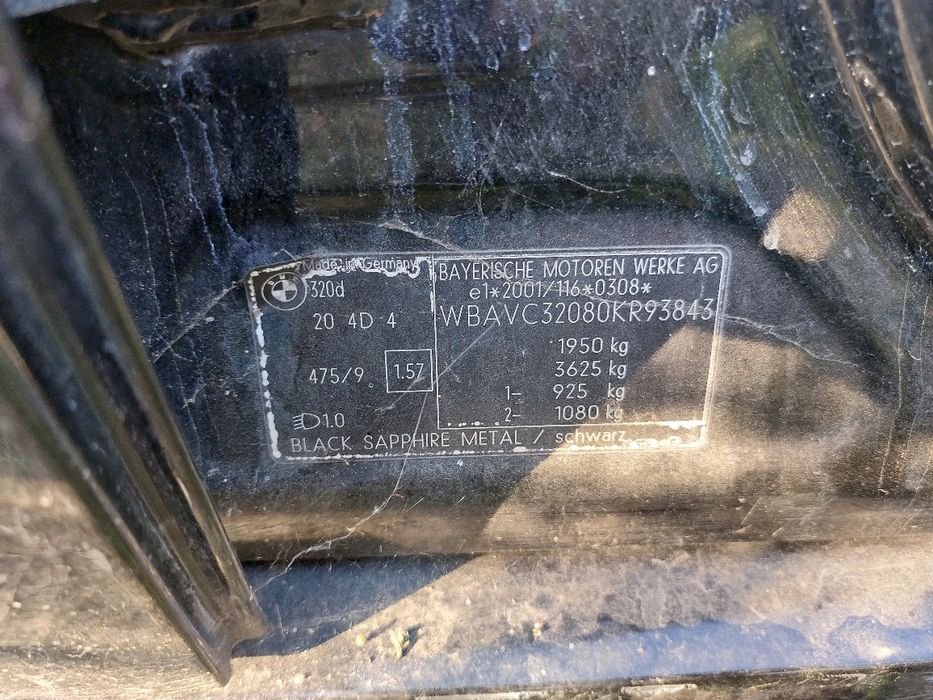 Made in Germany
320d
20 4D 4
475/9 1.57
1.0
BAYERISCHE MOTOREN WERKE AG
e1*2001/116*0308*
WBAVC32080KR93843
1950 kg
3625 kg
1- 925 kg
2- 1080 kg
BLACK SAPPHIRE METAL / schwarz